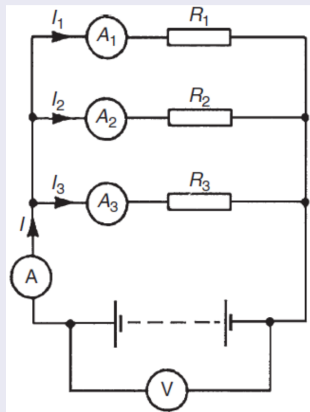 I₁ A₁ R₁
I₂ A₂ R₂
I₃ A₃ R₃
I
A
V